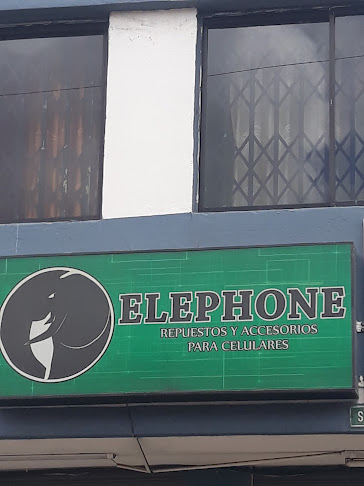 ELEPHONE
REPUESTOS Y ACCESORIOS
PARA CELULARES
S